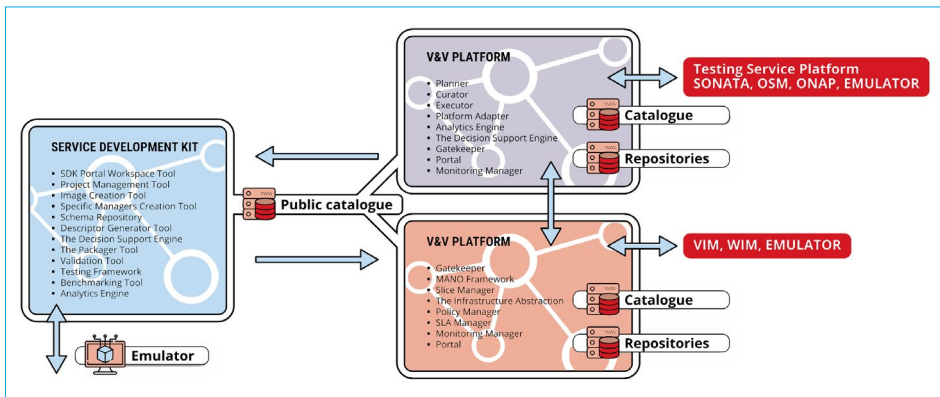 SERVICE DEVELOPMENT KIT
SDK Portal Workspace Tool
Project Management Tool
Image Creation Tool
Specific Managers Creation Tool
Schema Repository
Descriptor Generator Tool
The Decision Support Engine
The Packager Tool
Validation Tool
Testing Framework
Benchmarking Tool
Analytics Engine
Emulator
Public catalogue
V&V PLATFORM
Planner
Curator
Executor
Platform Adapter
Analytics Engine
The Decision Support Engine
Gatekeeper
Portal
Monitoring Manager
Catalogue
Repositories
Testing Service Platform
SONATA, OSM, ONAP, EMULATOR
V&V PLATFORM
Gatekeeper
MANO Framework
Slice Manager
The Infrastructure Abstraction
Policy Manager
SLA Manager
Monitoring Manager
Portal
Catalogue
Repositories
VIM, WIM, EMULATOR